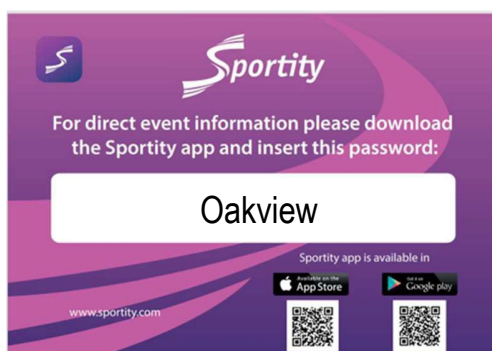 Sportity
For direct event information please download
the Sportity app and insert this password:
Oakview
Sportity app is available in
Available on the
App Store
Get it on
Google play
www.sportity.com